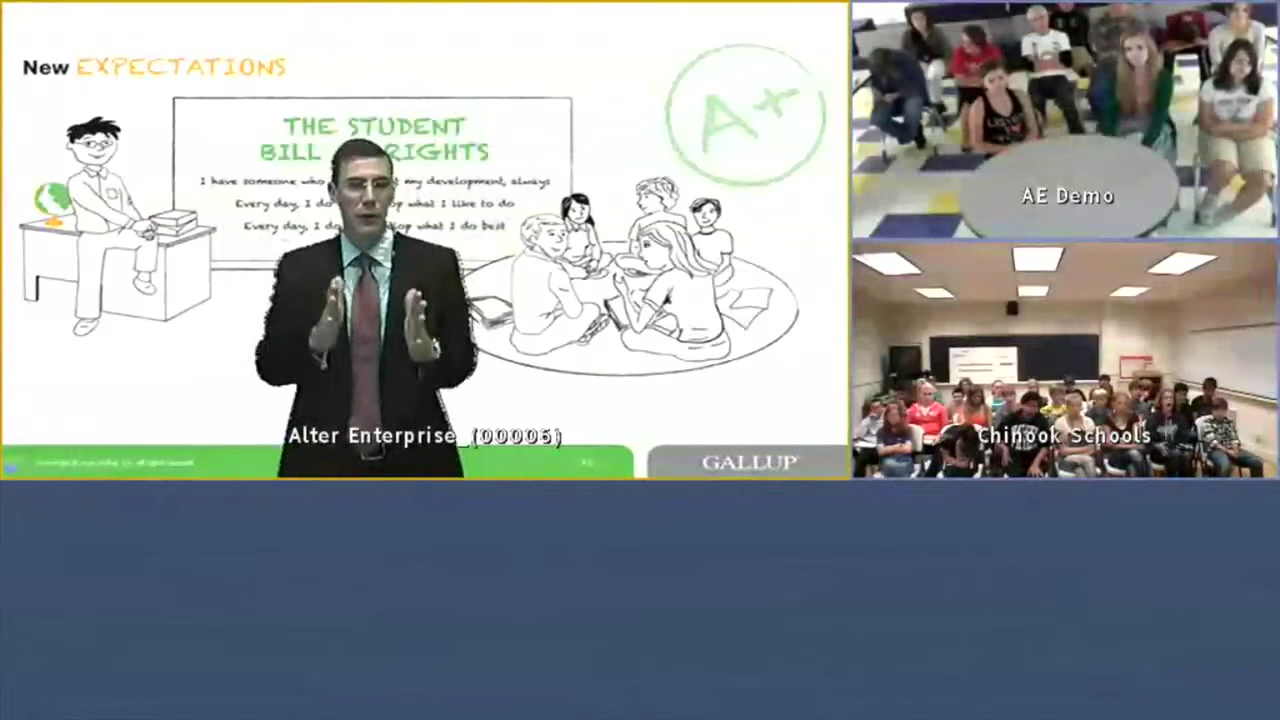 New EXPECTATIONS
A+
THE STUDENT
BILL RIGHTS
I have someone who my development, always
Every day, I do what I like to do
Every day, I do what I do best
Alter Enterprise_(00006)
GALLUP
AE Demo
Chinook Schools